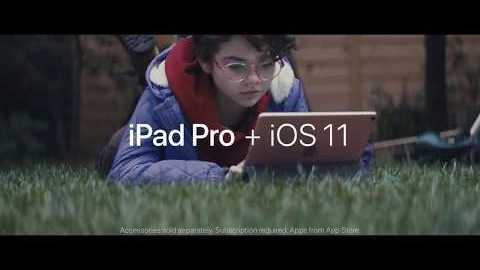 iPad Pro + iOS 11
Accessories sold separately. Subscription required. Apps from App Store.